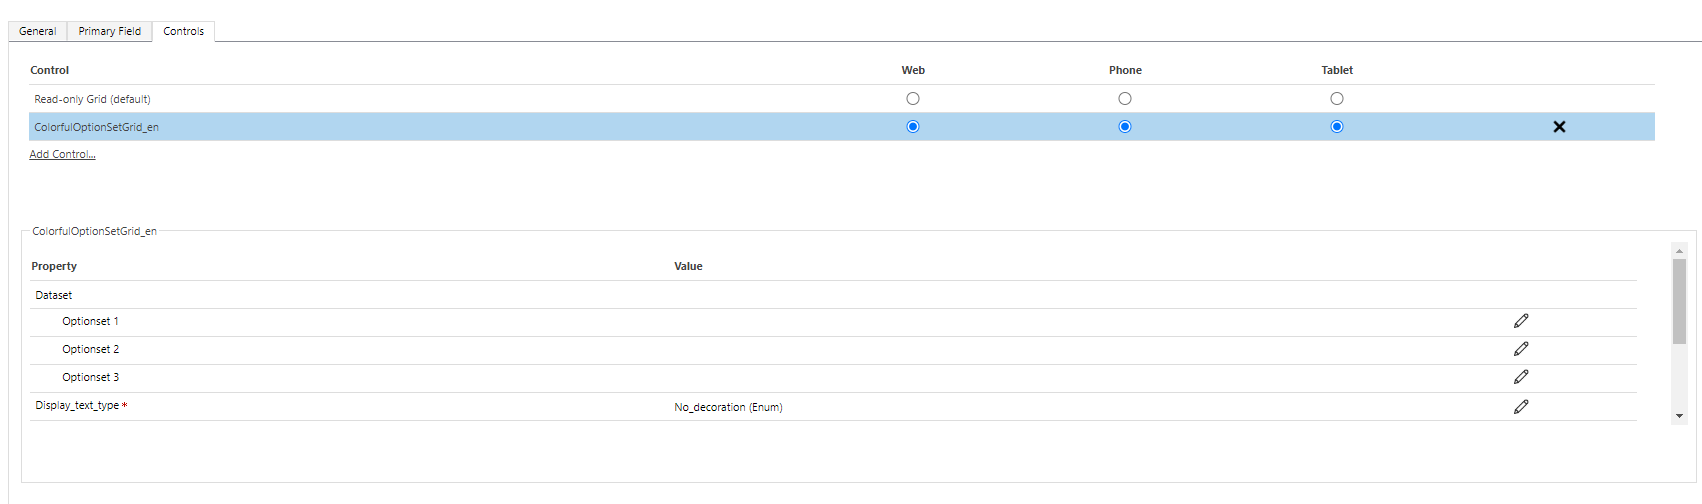 General Primary Field Controls
Control Web Phone Tablet
Read-only Grid (default)
ColorfulOptionSetGrid_en
Add Control...
ColorfulOptionSetGrid_en
Property Value
Dataset
Optionset 1
Optionset 2
Optionset 3
Display_text_type * No_decoration (Enum)